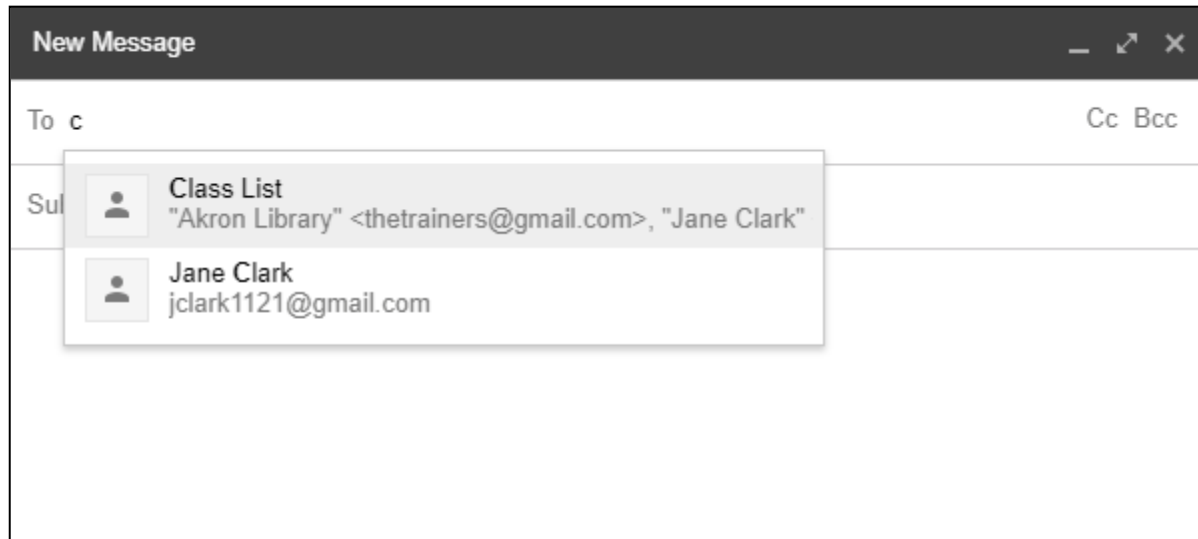 New Message
To c Cc Bcc
Class List
Sul "Akron Library" <thetrainers@gmail.com>, "Jane Clark"
Jane Clark
jclark1121@gmail.com